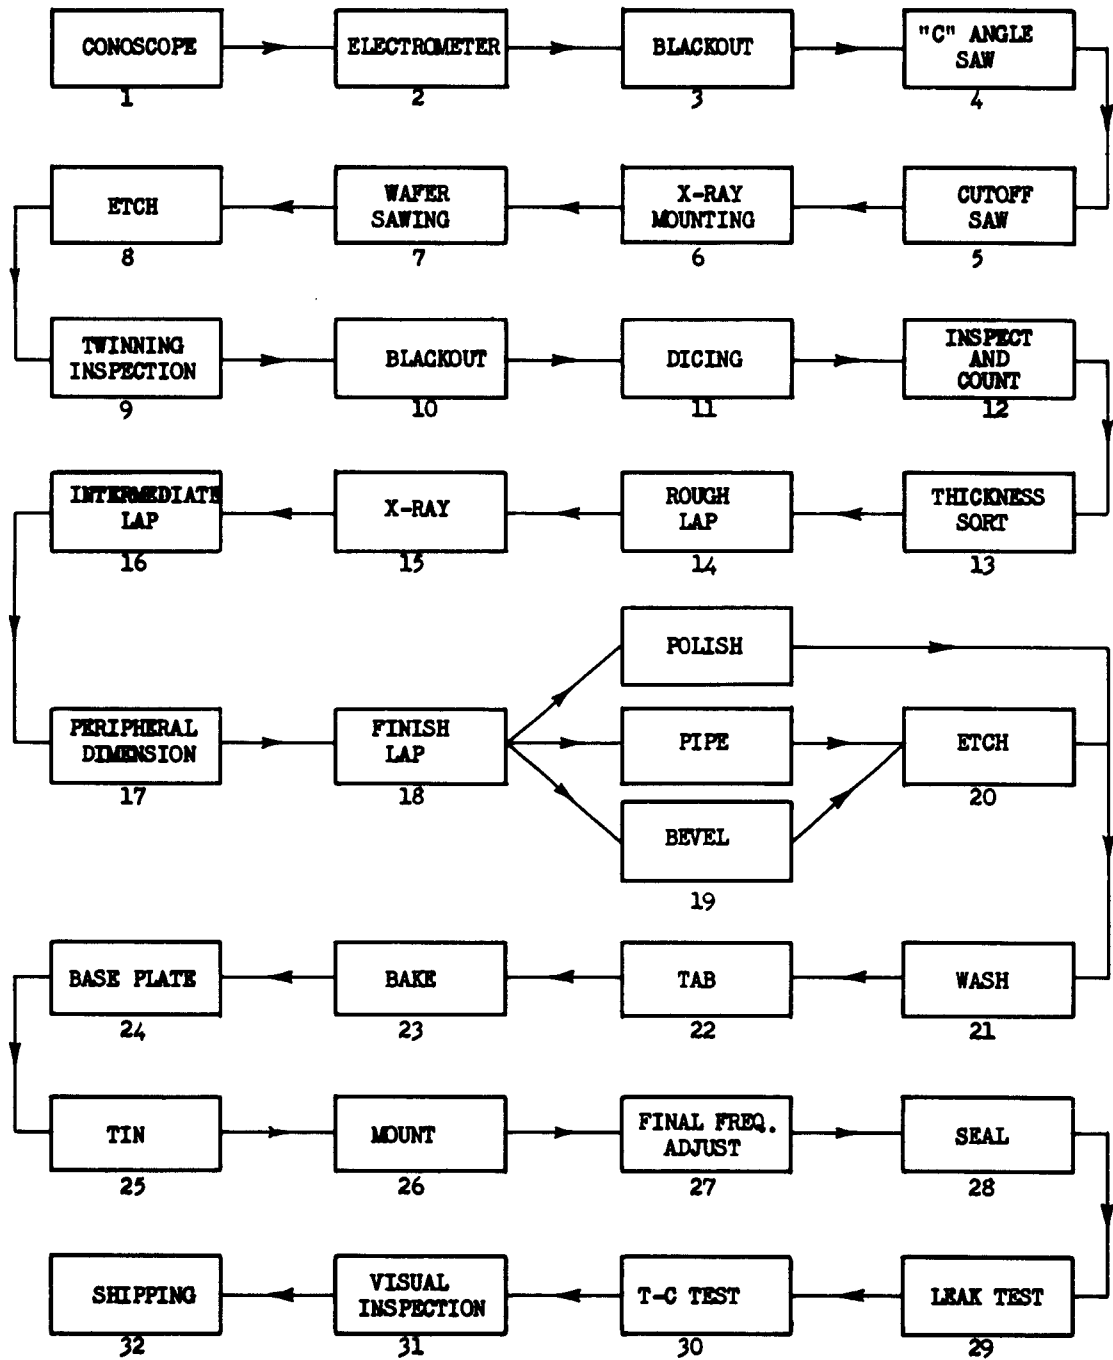 CONOSCOPE
1
ELECTROMETER
2
BLACKOUT
3
"C" ANGLE
SAW
4
ETCH
8
WAFER
SAWING
7
X-RAY
MOUNTING
6
CUTOFF
SAW
5
TWINNING
INSPECTION
9
BLACKOUT
10
DICING
11
INSPECT
AND
COUNT
12
INTERMEDIATE
LAP
16
X-RAY
15
ROUGH
LAP
14
THICKNESS
SORT
13
PERIPHERAL
DIMENSION
17
FINISH
LAP
18
POLISH
PIPE
BEVEL
19
ETCH
20
BASE PLATE
24
BAKE
23
TAB
22
WASH
21
TIN
25
MOUNT
26
FINAL FREQ.
ADJUST
27
SEAL
28
SHIPPING
32
VISUAL
INSPECTION
31
T-C TEST
30
LEAK TEST
29